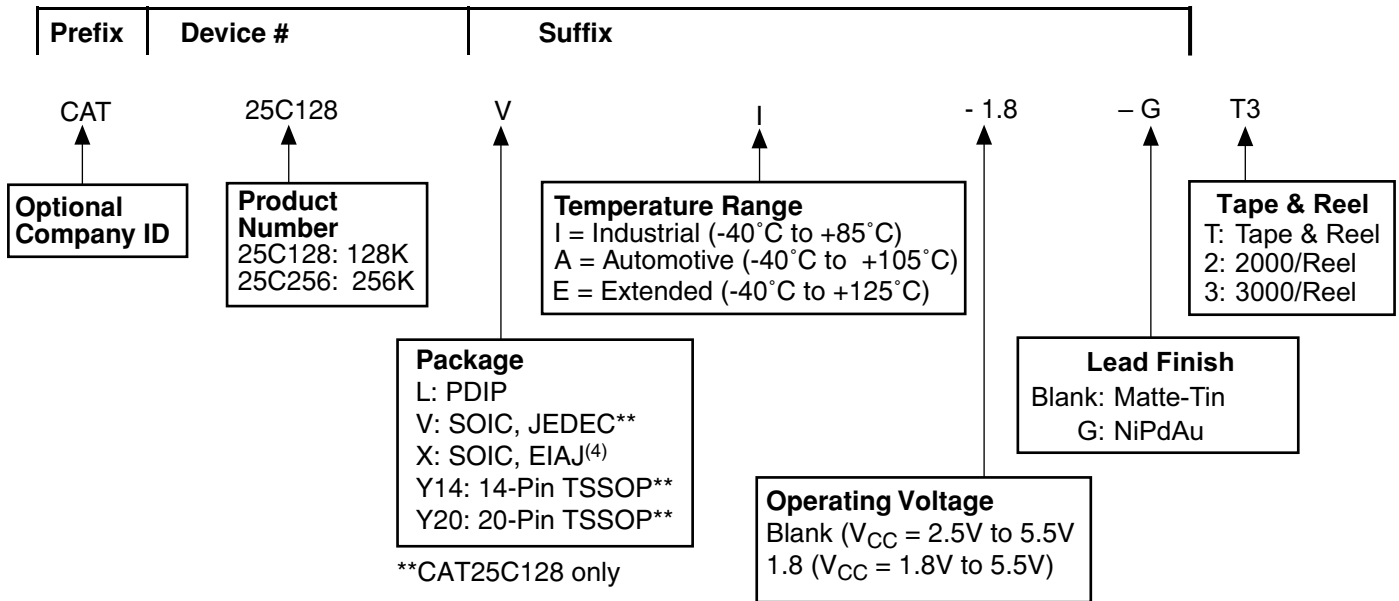 Prefix Device # Suffix
CAT 25C128 V I - 1.8 – G T3
Optional
Company ID
Product
Number
25C128: 128K
25C256: 256K
Temperature Range
I = Industrial (-40˚C to +85˚C)
A = Automotive (-40˚C to +105˚C)
E = Extended (-40˚C to +125˚C)
Tape & Reel
T: Tape & Reel
2: 2000/Reel
3: 3000/Reel
Package
L: PDIP
V: SOIC, JEDEC**
X: SOIC, EIAJ(4)
Y14: 14-Pin TSSOP**
Y20: 20-Pin TSSOP**
**CAT25C128 only
Lead Finish
Blank: Matte-Tin
G: NiPdAu
Operating Voltage
Blank (VCC = 2.5V to 5.5V
1.8 (VCC = 1.8V to 5.5V)